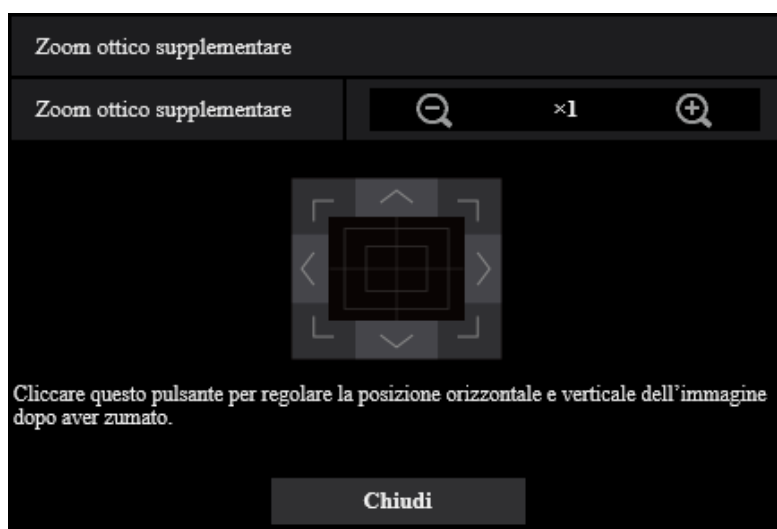 Zoom ottico supplementare
Zoom ottico supplementare ×1
Cliccare questo pulsante per regolare la posizione orizzontale e verticale dell’immagine
dopo aver zumato.
Chiudi